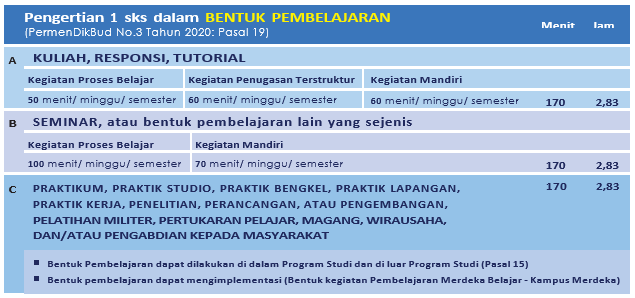 Pengertian 1 sks dalam BENTUK PEMBELAJARAN Menit Jam
(PermenDikBud No.3 Tahun 2020: Pasal 19)
A KULIAH, RESPONSI, TUTORIAL
Kegiatan Proses Belajar Kegiatan Penugasan Terstruktur Kegiatan Mandiri
50 menit/ minggu/ semester 60 menit/ minggu/ semester 60 menit/ minggu/ semester 170 2,83
B SEMINAR, atau bentuk pembelajaran lain yang sejenis
Kegiatan Proses Belajar Kegiatan Mandiri
100 menit/ minggu/ semester 70 menit/ minggu/ semester 170 2,83
C PRAKTIKUM, PRAKTIK STUDIO, PRAKTIK BENGKEL, PRAKTIK LAPANGAN, 170 2,83
PRAKTIK KERJA, PENELITIAN, PERANCANGAN, ATAU PENGEMBANGAN,
PELATIHAN MILITER, PERTUKARAN PELAJAR, MAGANG, WIRAUSAHA,
DAN/ATAU PENGABDIAN KEPADA MASYARAKAT
▪ Bentuk Pembelajaran dapat dilakukan di dalam Program Studi dan di luar Program Studi (Pasal 15)
▪ Bentuk pembelajaran dapat mengimplementasi (Bentuk kegiatan Pembelajaran Merdeka Belajar - Kampus Merdeka)